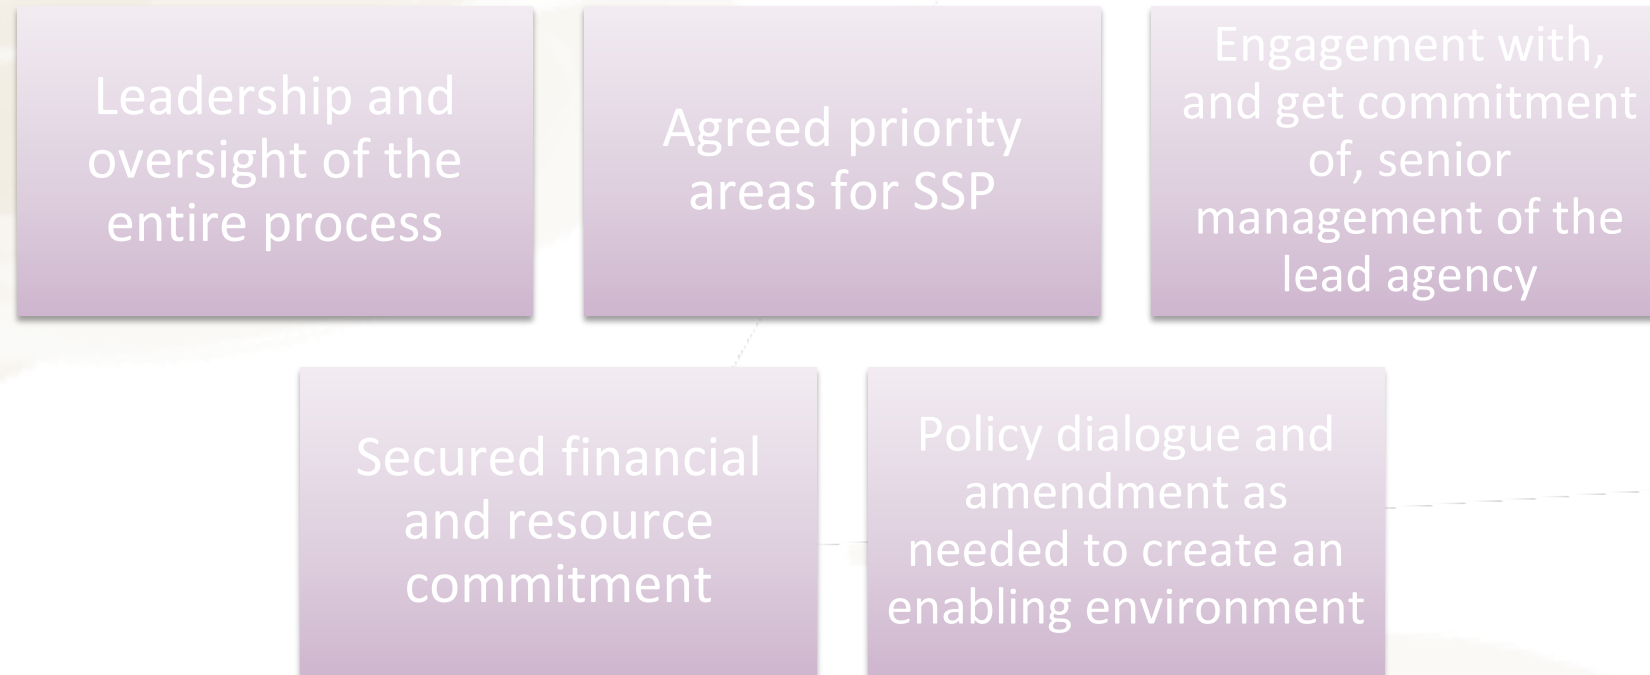 Leadership and
oversight of the
entire process
Agreed priority
areas for SSP
Engagement with,
and get commitment
of, senior
management of the
lead agency
Secured financial
and resource
commitment
Policy dialogue and
amendment as
needed to create an
enabling environment